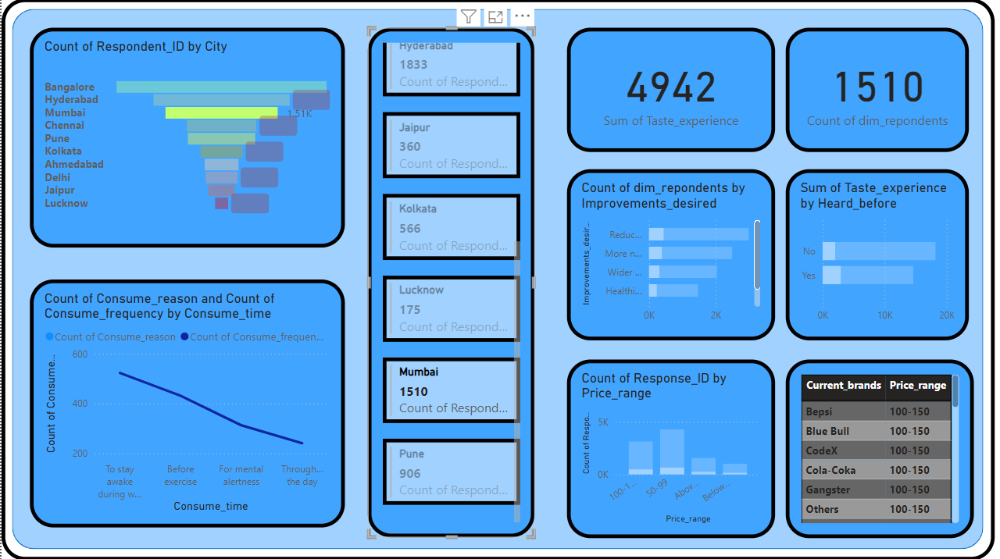 Count of Respondent_ID by City
Bangalore
Hyderabad
Mumbai
1.51K
Chennai
Pune
Kolkata
Ahmedabad
Delhi
Jaipur
Lucknow
Count of Consume_reason and Count of
Consume_frequency by Consume_time
Count of Consume_reason
Count of Consume_frequen...
Count of Consume...
600
400
200
To stay
awake
during w...
Before
exercise
For mental
alertness
Through...
the day
Consume_time
Hyderabad
1833
Count of Respond...
Jaipur
360
Count of Respond...
Kolkata
566
Count of Respond...
Lucknow
175
Count of Respond...
Mumbai
1510
Count of Respond...
Pune
906
Count of Respond...
4942
Sum of Taste_experience
1510
Count of dim_repondents
Count of dim_repondents by
Improvements_desired
Improvements_desir...
Reduc...
More n...
Wider ...
Healthi...
0K 2K
Sum of Taste_experience
by Heard_before
No
Yes
0K 10K 20K
Count of Response_ID by
Price_range
Count of Respo...
5K
0K
100-1...
50-99
Abov...
Below...
Price_range
Current_brands Price_range
Bepsi 100-150
Blue Bull 100-150
CodeX 100-150
Cola-Coka 100-150
Gangster 100-150
Others 100-150